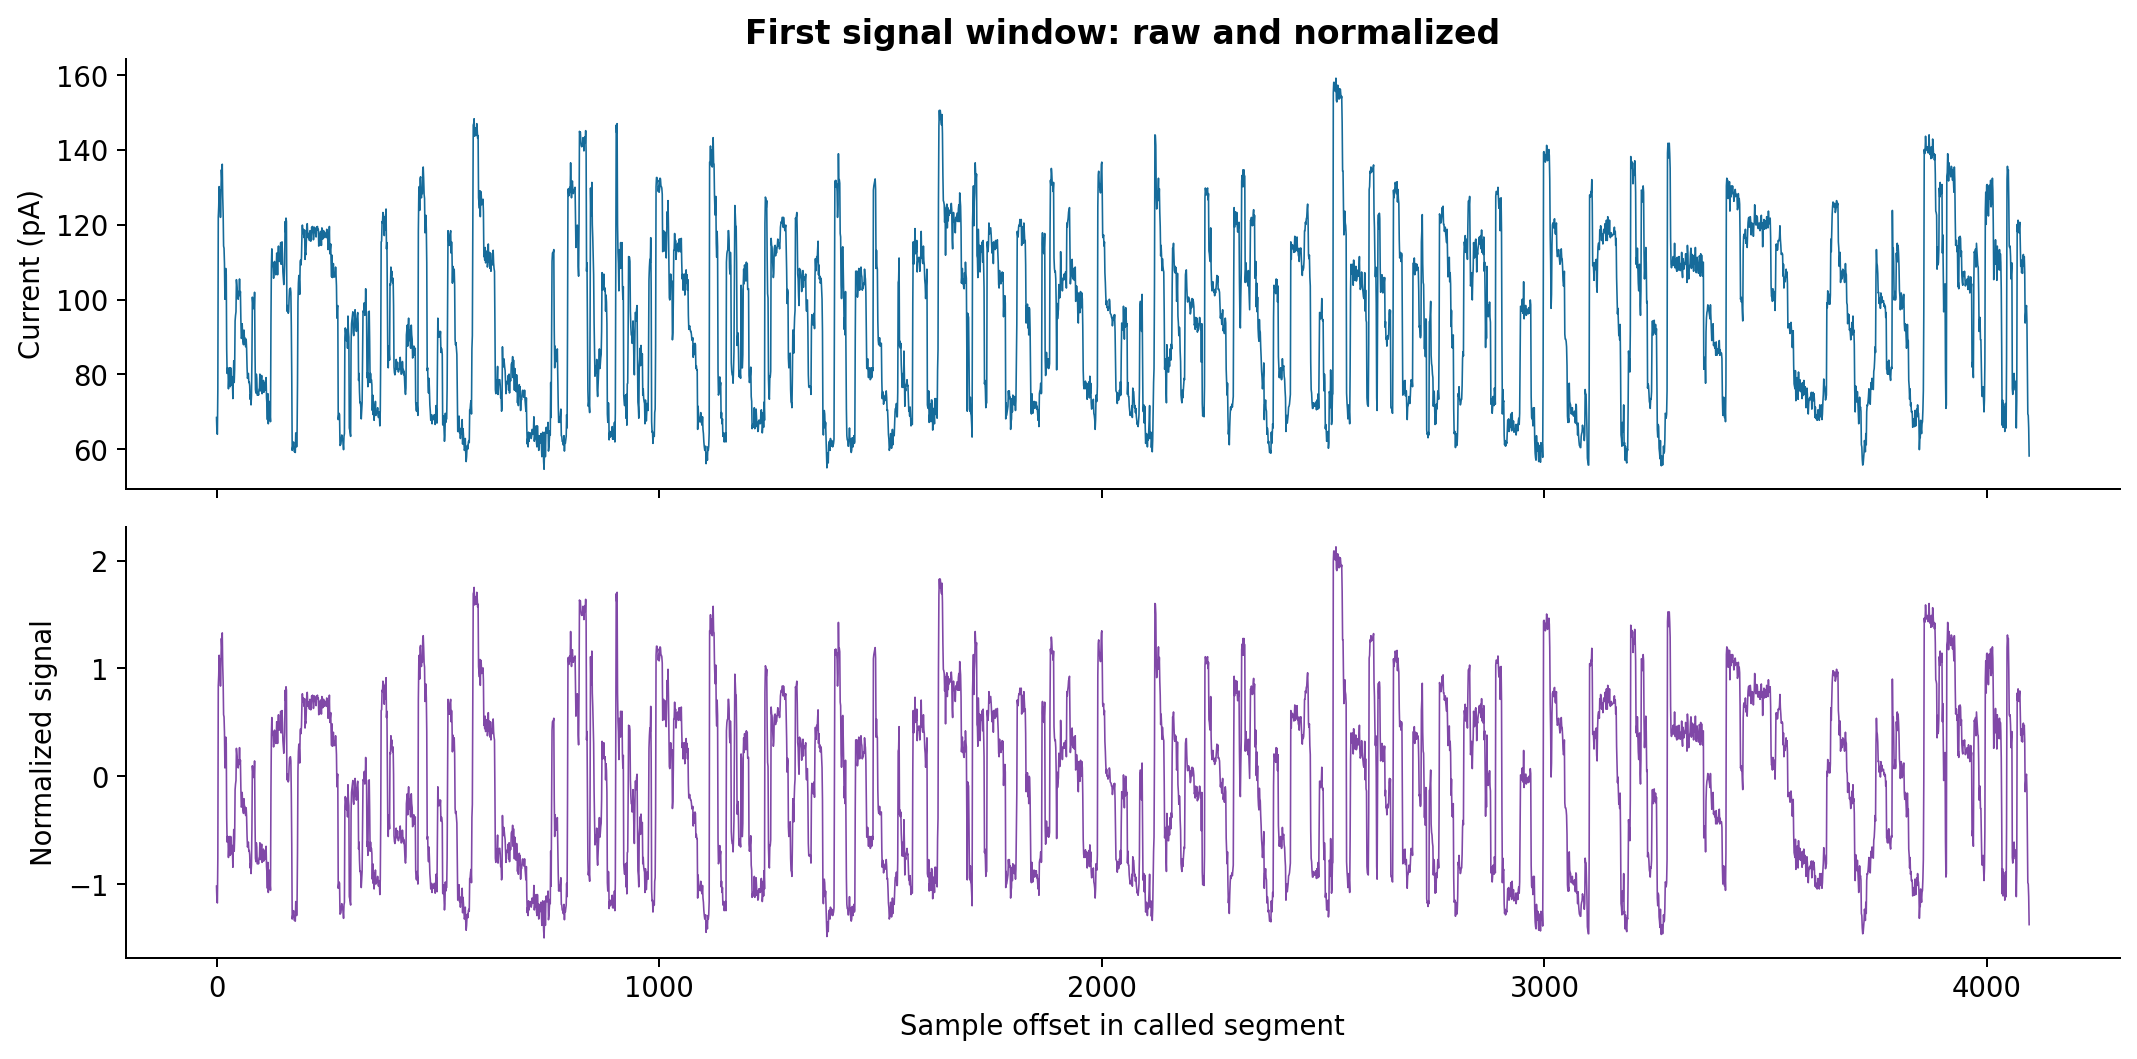 First signal window: raw and normalized
Current (pA)
160
140
120
100
80
60
Normalized signal
2
1
0
−1
0 1000 2000 3000 4000
Sample offset in called segment